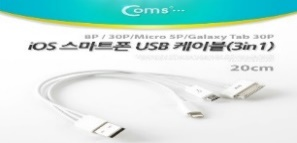 Coms
8P / 30P/Micro 5P/Galaxy Tab 30P
iOS 스마트폰 USB 케이블(3in1)
20cm